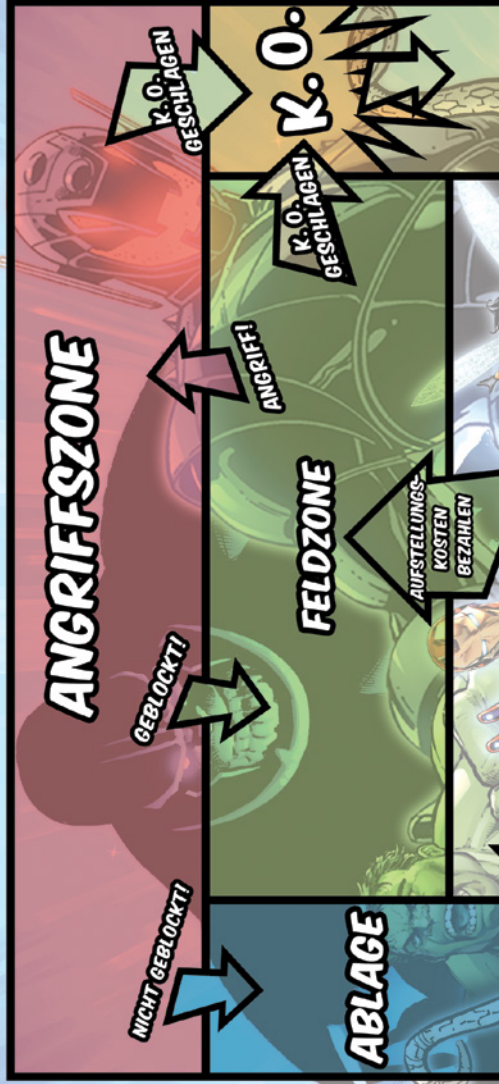 ANGRIFFSZONE
K. O.
GESCHLAGEN
K. O.
K. O.
GESCHLAGEN
ANGRIFF!
GEBLOCKT!
NICHT GEBLOCKT!
FELDZONE
ABLAGE
AUFSTELLUNGS-
KOSTEN
BEZAHLEN